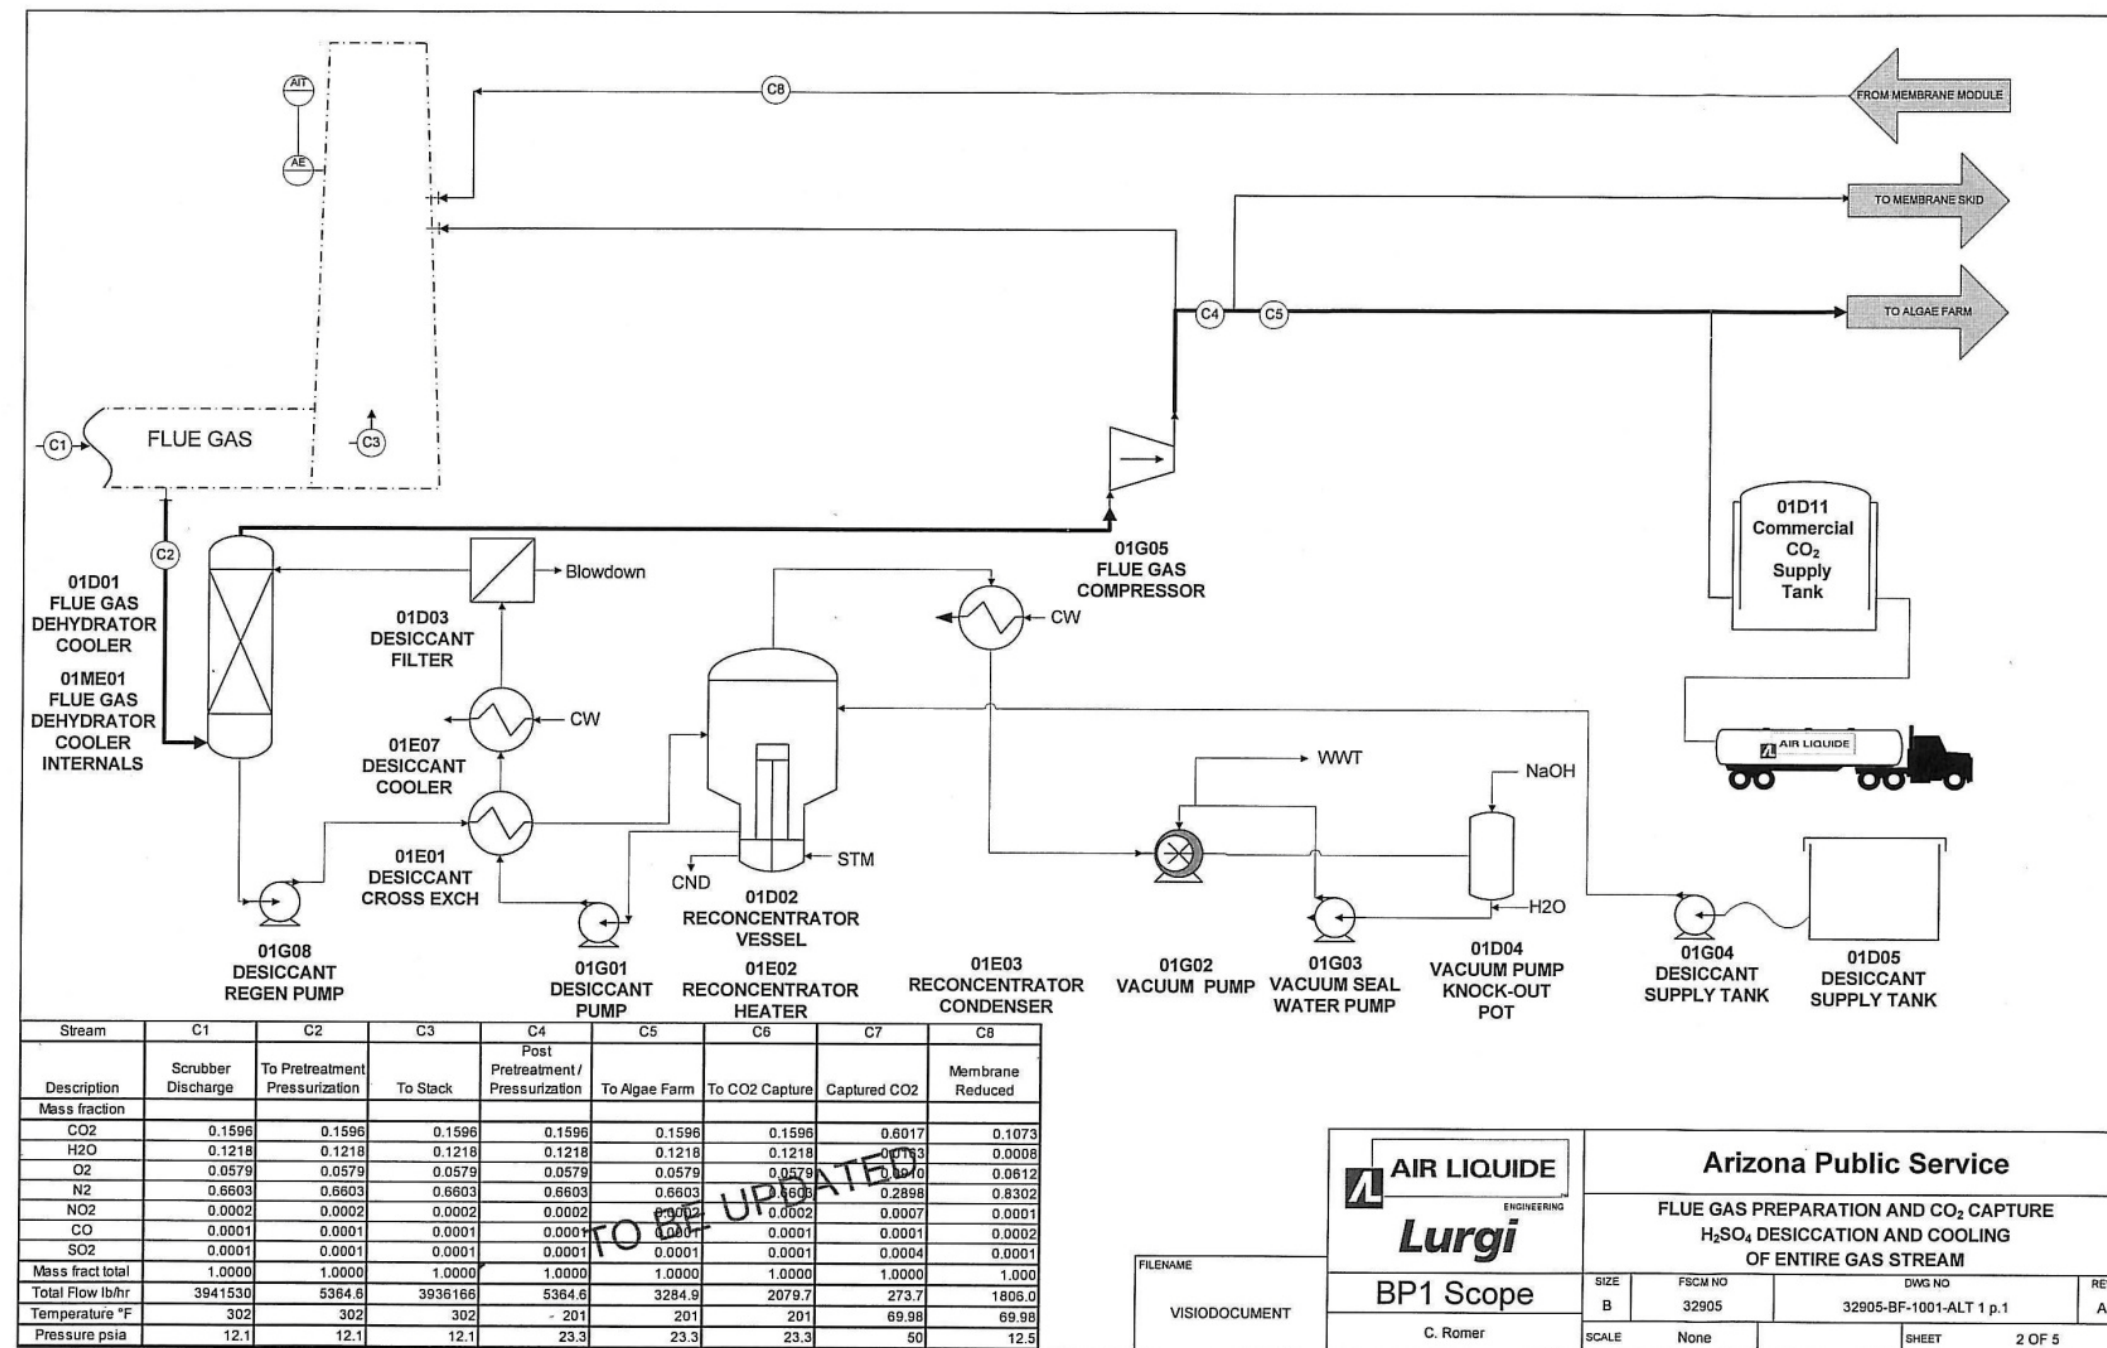 AIT
AE
C8
FROM MEMBRANE MODULE
TO MEMBRANE SKID
TO ALGAE FARM
C4
C5
C1
FLUE GAS
C3
C2
01D01
FLUE GAS
DEHYDRATOR
COOLER
01ME01
FLUE GAS
DEHYDRATOR
COOLER
INTERNALS
Blowdown
01D03
DESICCANT
FILTER
CW
01E07
DESICCANT
COOLER
01E01
DESICCANT
CROSS EXCH
01G08
DESICCANT
REGEN PUMP
01G01
DESICCANT
PUMP
CND
STM
01D02
RECONCENTRATOR
VESSEL
01E02
RECONCENTRATOR
HEATER
CW
01G05
FLUE GAS
COMPRESSOR
01E03
RECONCENTRATOR
CONDENSER
WWT
01G02
VACUUM PUMP
01G03
VACUUM SEAL
WATER PUMP
NaOH
H2O
01D04
VACUUM PUMP
KNOCK-OUT
POT
01G04
DESICCANT
SUPPLY TANK
01D05
DESICCANT
SUPPLY TANK
01D11
Commercial
CO2
Supply
Tank
AL AIR LIQUIDE
Stream C1 C2 C3 C4 C5 C6 C7 C8
Description Scrubber Discharge To Pretreatment Pressurization To Stack Post Pretreatment / Pressurization To Algae Farm To CO2 Capture Captured CO2 Membrane Reduced
Mass fraction
CO2 0.1596 0.1596 0.1596 0.1596 0.1596 0.1596 0.6017 0.1073
H2O 0.1218 0.1218 0.1218 0.1218 0.1218 0.1218 0.0008
O2 0.0579 0.0579 0.0579 0.0579 0.0579 0.0579 0.0910 0.0612
N2 0.6603 0.6603 0.6603 0.6603 0.6603 0.6603 0.2898 0.8302
NO2 0.0002 0.0002 0.0002 0.0002 0.0002 0.0002 0.0007 0.0001
CO 0.0001 0.0001 0.0001 0.0001 0.0001 0.0001 0.0001 0.0002
SO2 0.0001 0.0001 0.0001 0.0001 0.0001 0.0001 0.0004 0.0001
Mass fract total 1.0000 1.0000 1.0000 1.0000 1.0000 1.0000 1.0000 1.000
Total Flow lb/hr 3941530 5364.6 3936166 5364.6 3284.9 2079.7 273.7 1806.0
Temperature °F 302 302 302 201 201 201 69.98 69.98
Pressure psia 12.1 12.1 12.1 23.3 23.3 23.3 50 12.5
TO BE UPDATED
FILENAME
VISIODOCUMENT
AL AIR LIQUIDE
ENGINEERING
Lurgi
BP1 Scope
C. Romer
Arizona Public Service
FLUE GAS PREPARATION AND CO2 CAPTURE
H2SO4 DESICCATION AND COOLING
OF ENTIRE GAS STREAM
SIZE FSCM NO DWG NO
B 32905 32905-BF-1001-ALT 1 p.1 A
SCALE None SHEET 2 OF 5